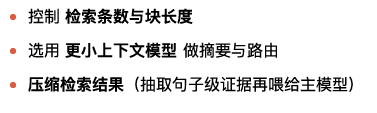 控制 检索条数与块长度
选用 更小上下文模型 做摘要与路由
压缩检索结果（抽取句子级证据再喂给主模型）